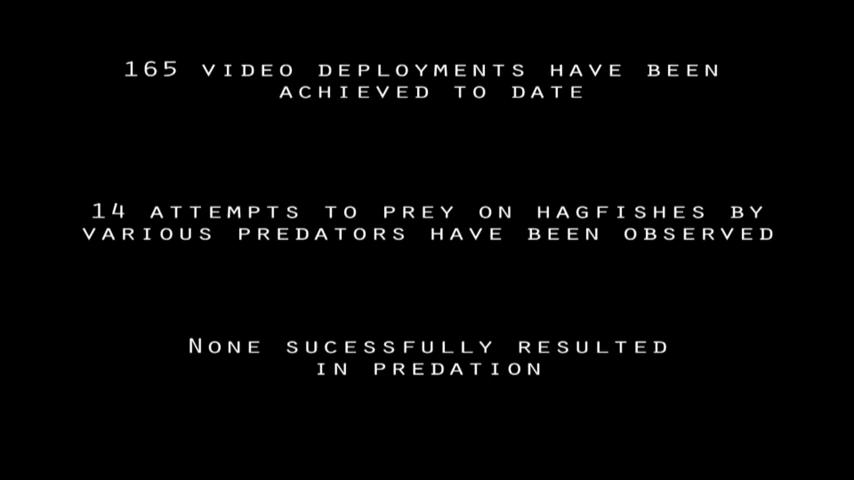 165 VIDEO DEPLOYMENTS HAVE BEEN
ACHIEVED TO DATE
14 ATTEMPTS TO PREY ON HAGFISHES BY
VARIOUS PREDATORS HAVE BEEN OBSERVED
NONE SUCESSFULLY RESULTED
IN PREDATION